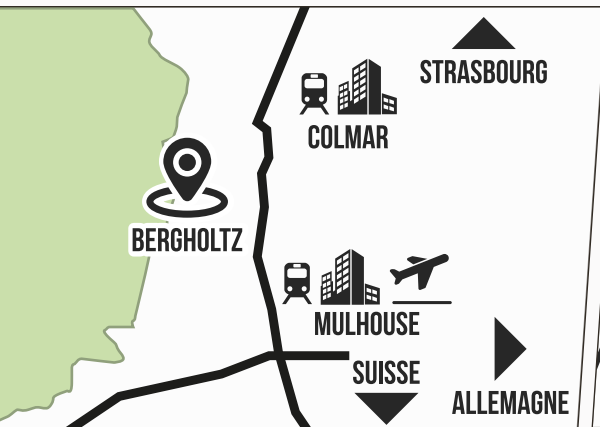 STRASBOURG
COLMAR
BERGHOLTZ
MULHOUSE
SUISSE
ALLEMAGNE